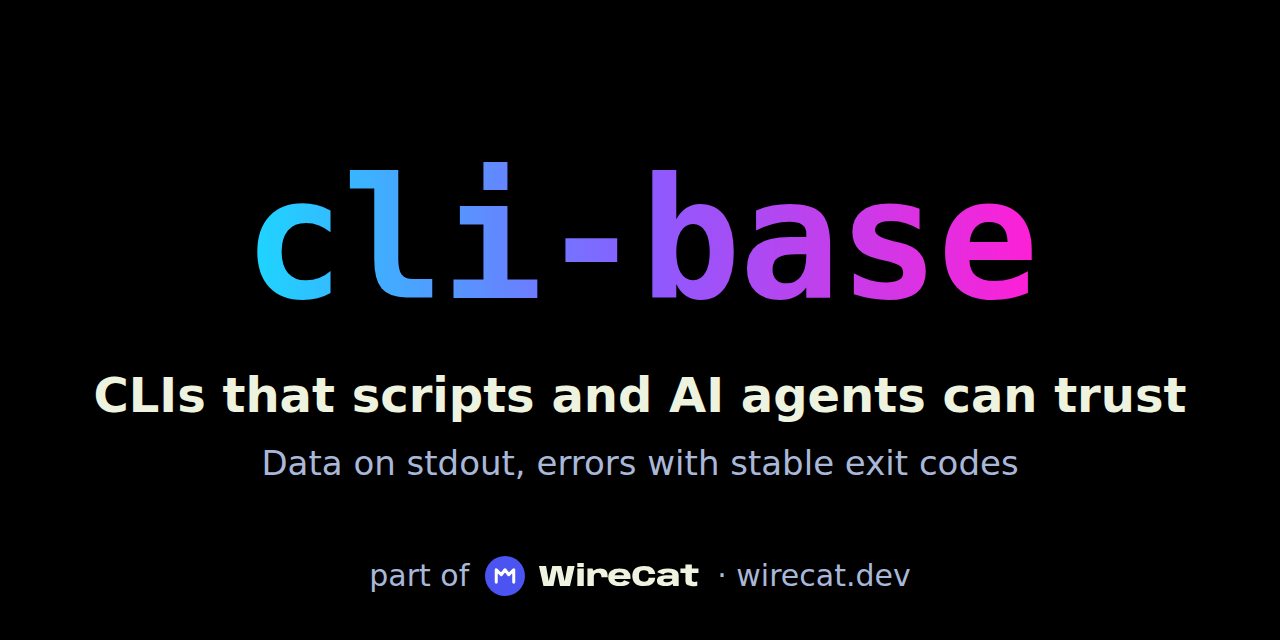 cli-base
CLIs that scripts and AI agents can trust
Data on stdout, errors with stable exit codes
part of wirecat · wirecat.dev